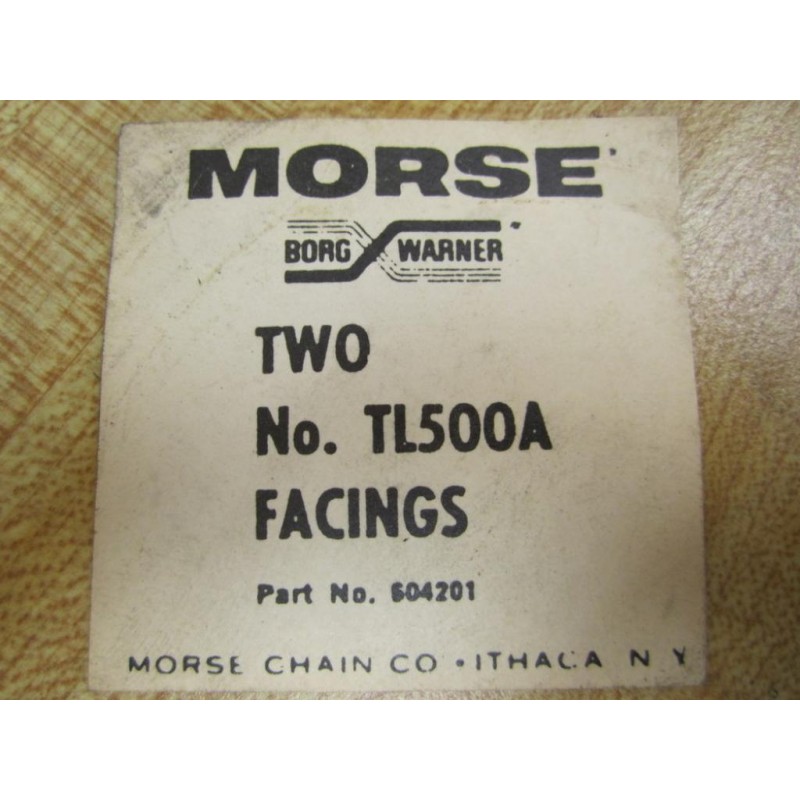 MORSE
BORG WARNER
TWO
No. TL500A
FACINGS
Part No. 604201
MORSE CHAIN CO • ITHACA N Y